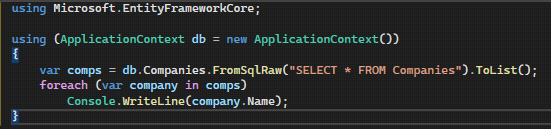 using Microsoft.EntityFrameworkCore;
using (ApplicationContext db = new ApplicationContext())
{
    var comps = db.Companies.FromSqlRaw("SELECT * FROM Companies").ToList();
    foreach (var company in comps)
        Console.WriteLine(company.Name);
}